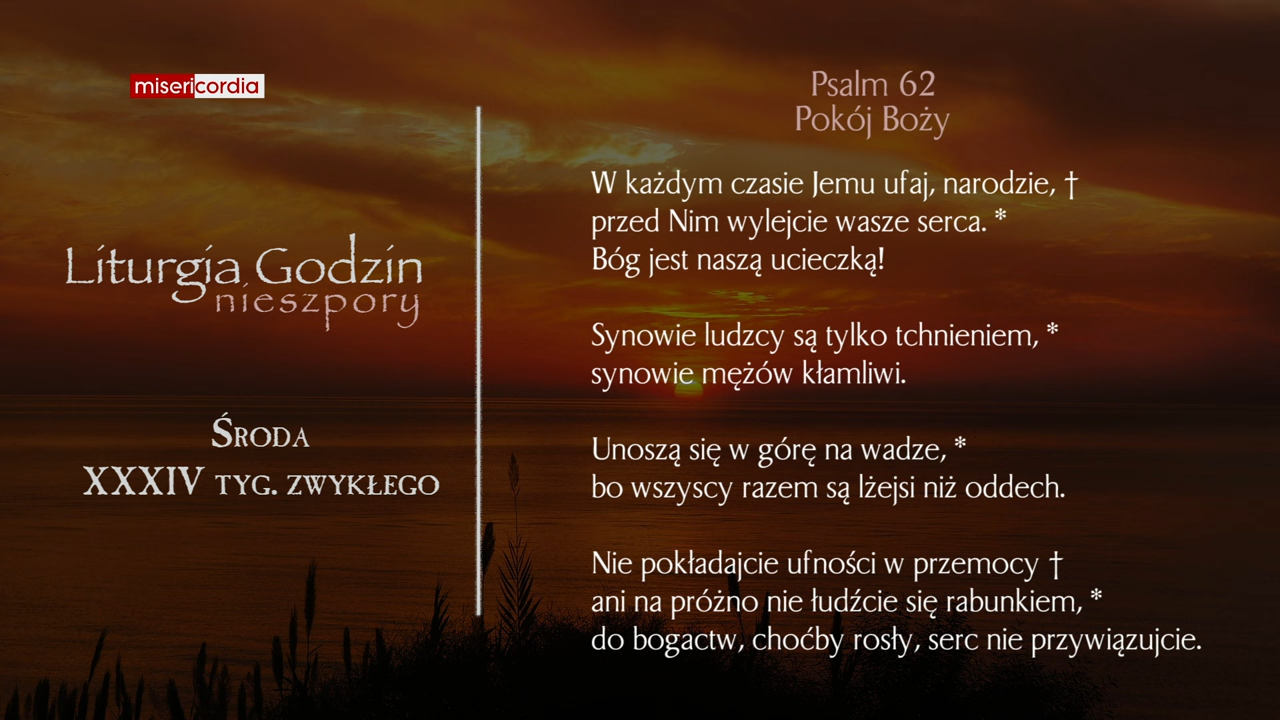 misericordia
Liturgia Godzin
nieszpory
Środa
XXXIV tyg. zwykłego
Psalm 62
Pokój Boży
W każdym czasie Jemu ufaj, narodzie, †
przed Nim wylejcie wasze serca. *
Bóg jest naszą ucieczką!
Synowie ludzcy są tylko tchnieniem, *
synowie mężów kłamliwi.
Unoszą się w górę na wadze, *
bo wszyscy razem są lżejsi niż oddech.
Nie pokładajcie ufności w przemocy †
ani na próżno nie łudźcie się rabunkiem, *
do bogactw, choćby rosły, serc nie przywiązujcie.